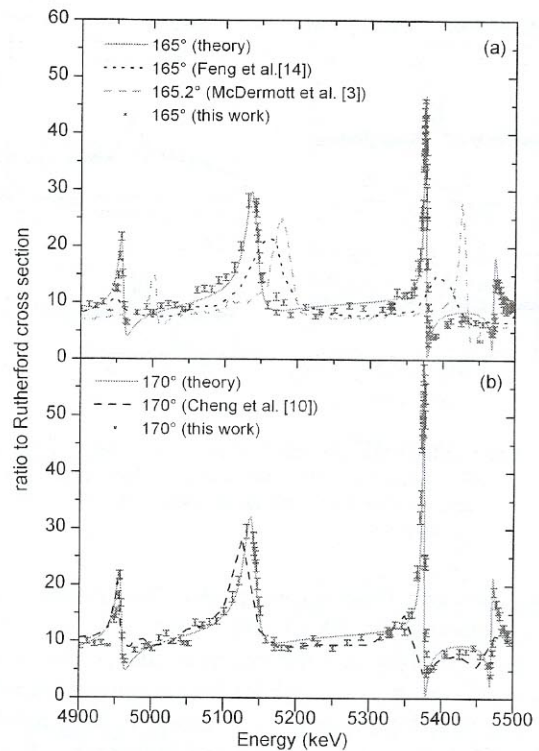 60
50
40
30
20
10
0
165° (theory)
165° (Feng et al.[14])
165.2° (McDermott et al. [3])
165° (this work)
(a)
ratio to Rutherford cross section
50
40
30
20
10
0
170° (theory)
170° (Cheng et al. [10])
170° (this work)
(b)
4900 5000 5100 5200 5300 5400 5500
Energy (keV)